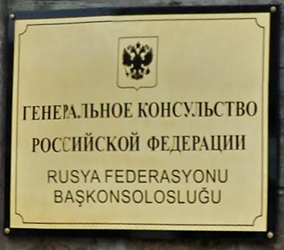 ГЕНЕРАЛЬНОЕ КОНСУЛЬСТВО
РОССИЙСКОЙ ФЕДЕРАЦИИ
RUSYA FEDERASYONU
BAŞKONSOLOSLUĞU